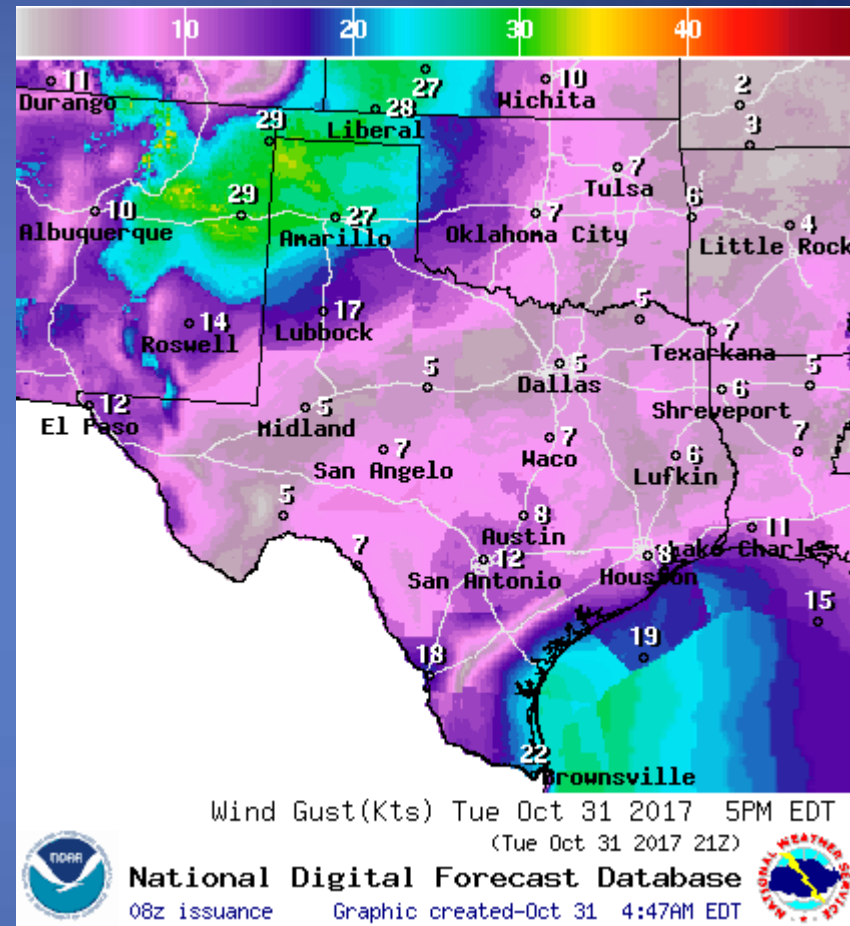 10 20 30 40
11 27 10 2
Durango 28 Wichita
29 Liberal 3
7
Tulsa
10 29 27 7 6 4
Albuquerque Amarillo Oklahoma City Little Rock
14 17 5 7
Roswell Lubbock Texarkana
5 5 6 5
Dallas Shreveport
12 5
El Paso Midland
7 7 6 7
San Angelo Waco Lufkin
5 8 11
Austin
7 12 8 Lake Charl
San Antonio Houston
15
18 19
22
Brownsville
Wind Gust(Kts) Tue Oct 31 2017 5PM EDT
(Tue Oct 31 2017 21Z)
NOAA
National Digital Forecast Database
08z issuance Graphic created-Oct 31 4:47AM EDT
NATIONAL WEATHER SERVICE